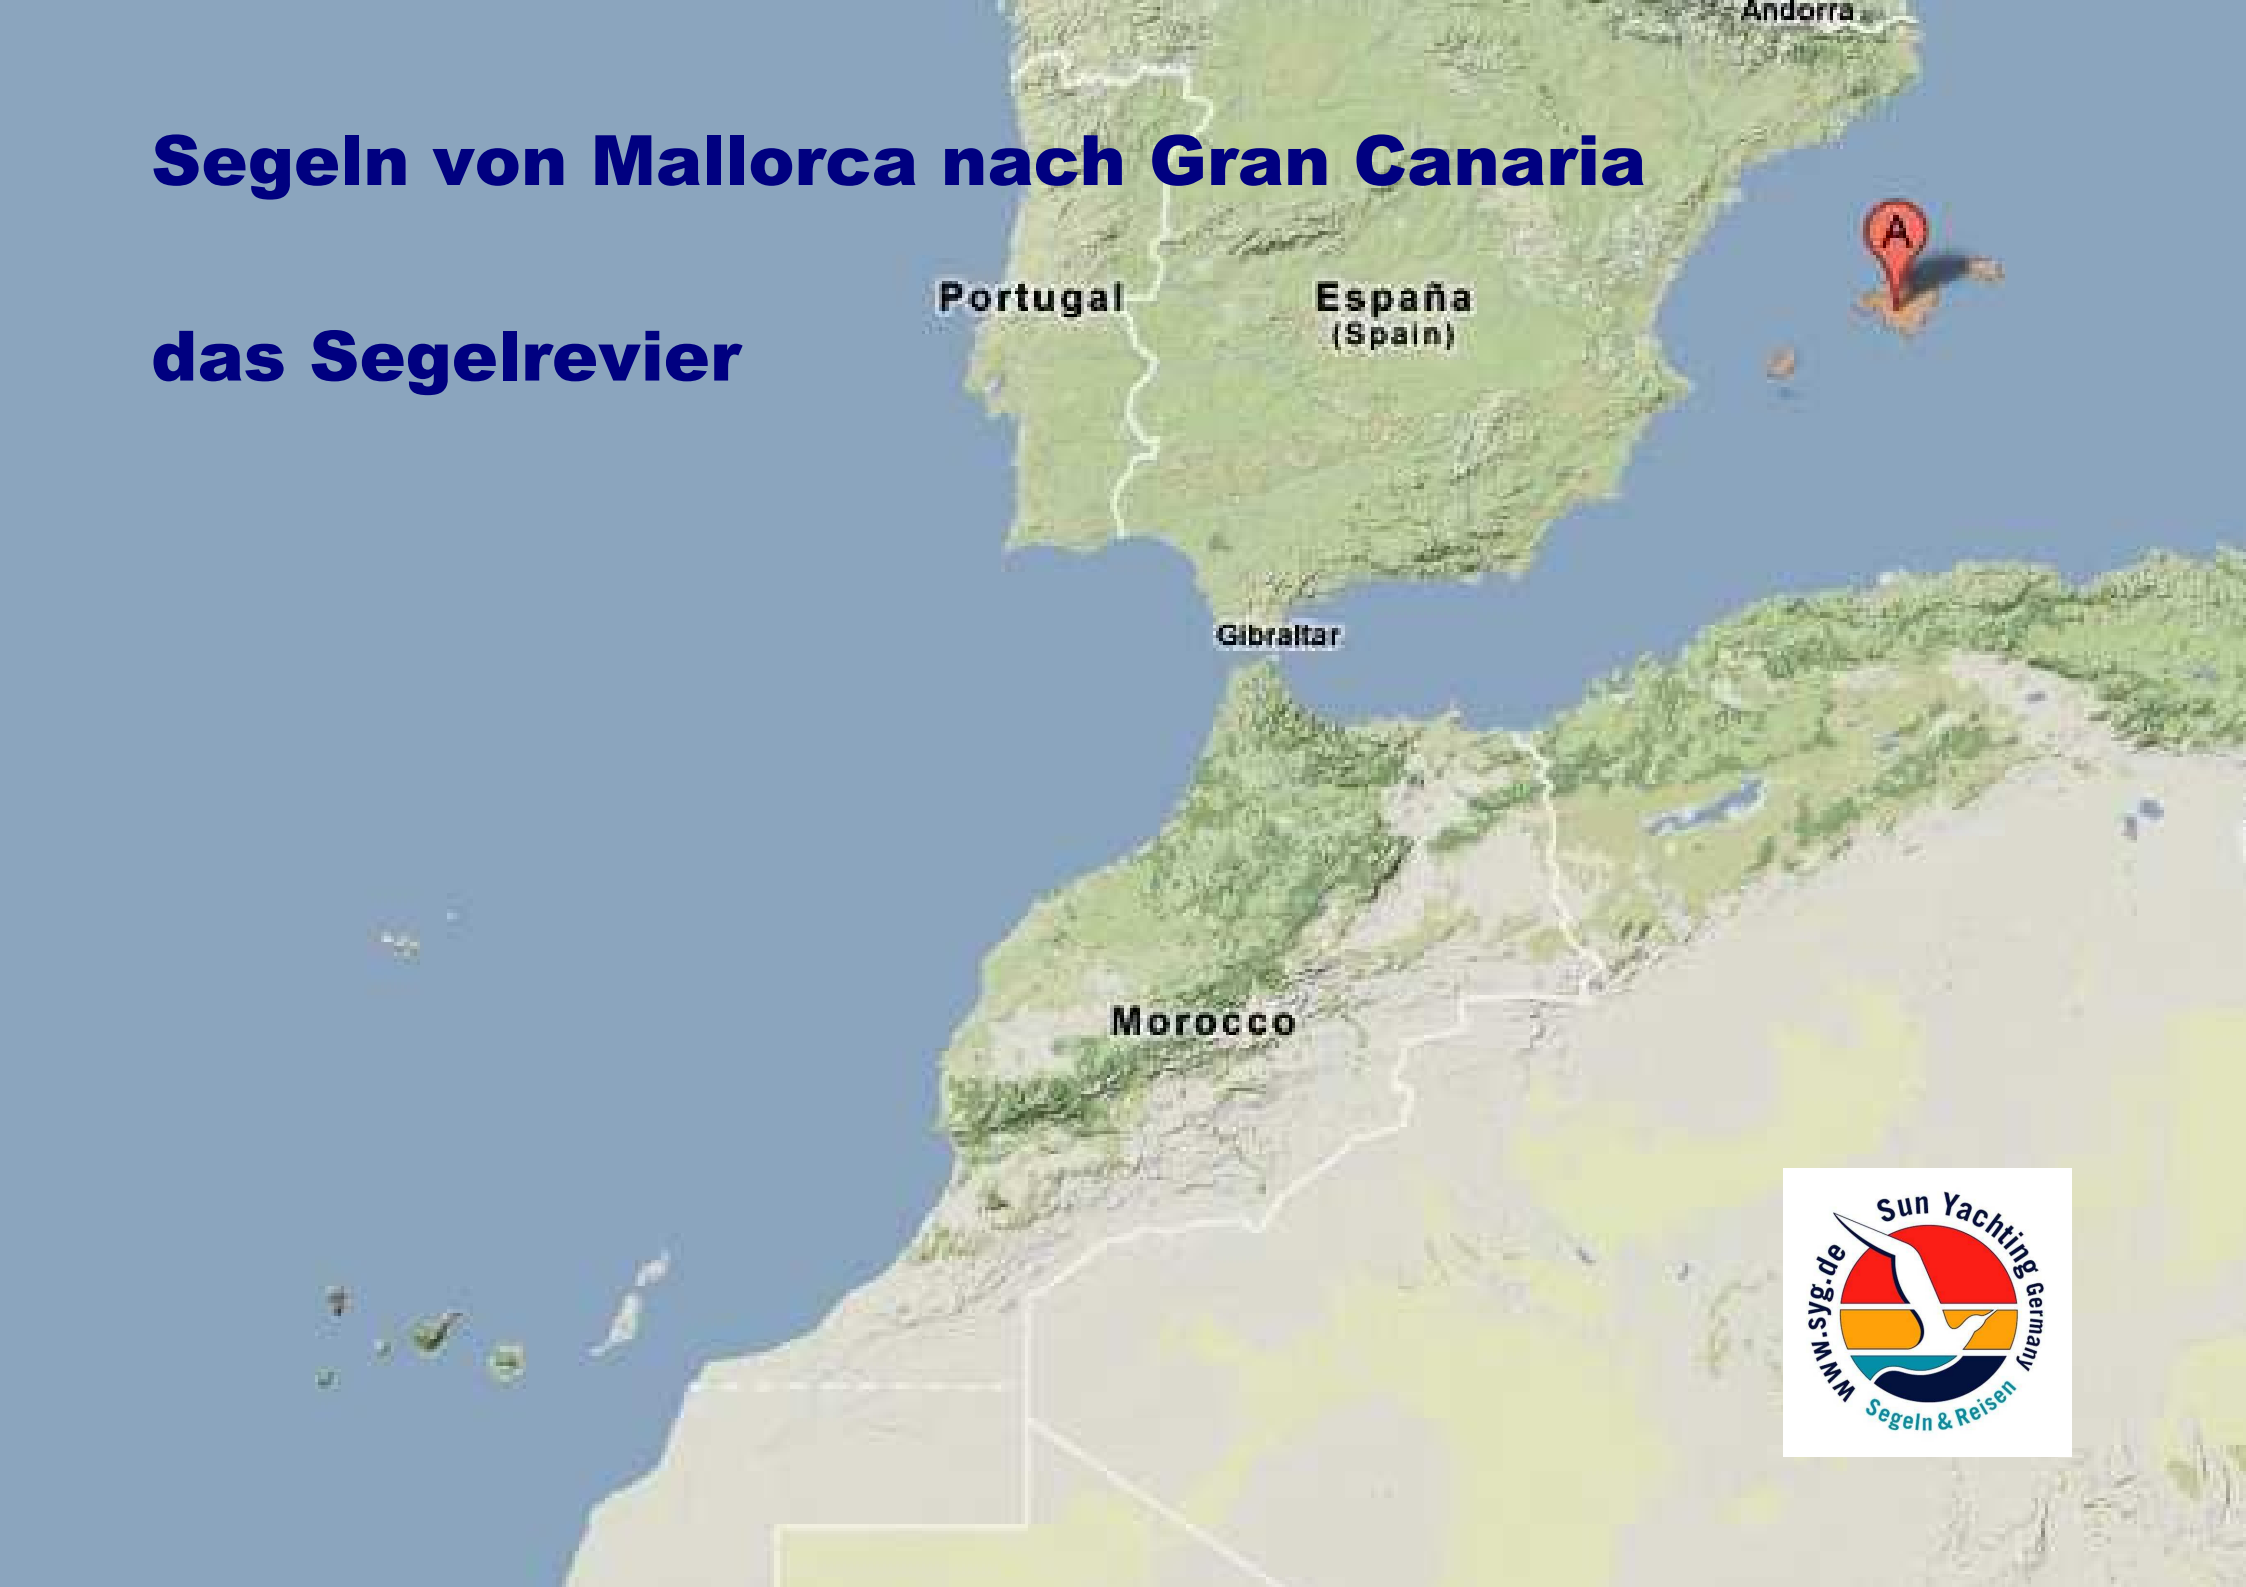 Andorra
Segeln von Mallorca nach Gran Canaria
A
Portugal
España
(Spain)
das Segelrevier
Gibraltar
Morocco
Sun Yachting Germany
www.syg.de
Segeln & Reisen